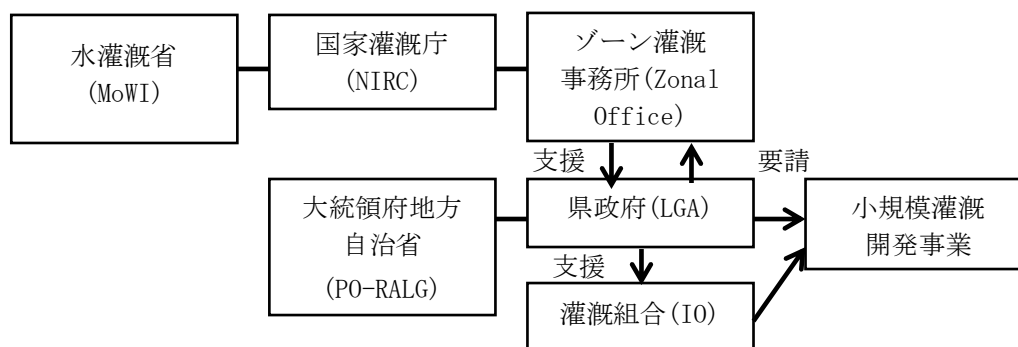 水灌漑省
(MoWI)
国家灌漑庁
(NIRC)
ゾーン灌漑
事務所(Zonal
Office)
支援
要請
大統領府地方
自治省
(PO-RALG)
県政府(LGA)
小規模灌漑
開発事業
支援
灌漑組合(IO)